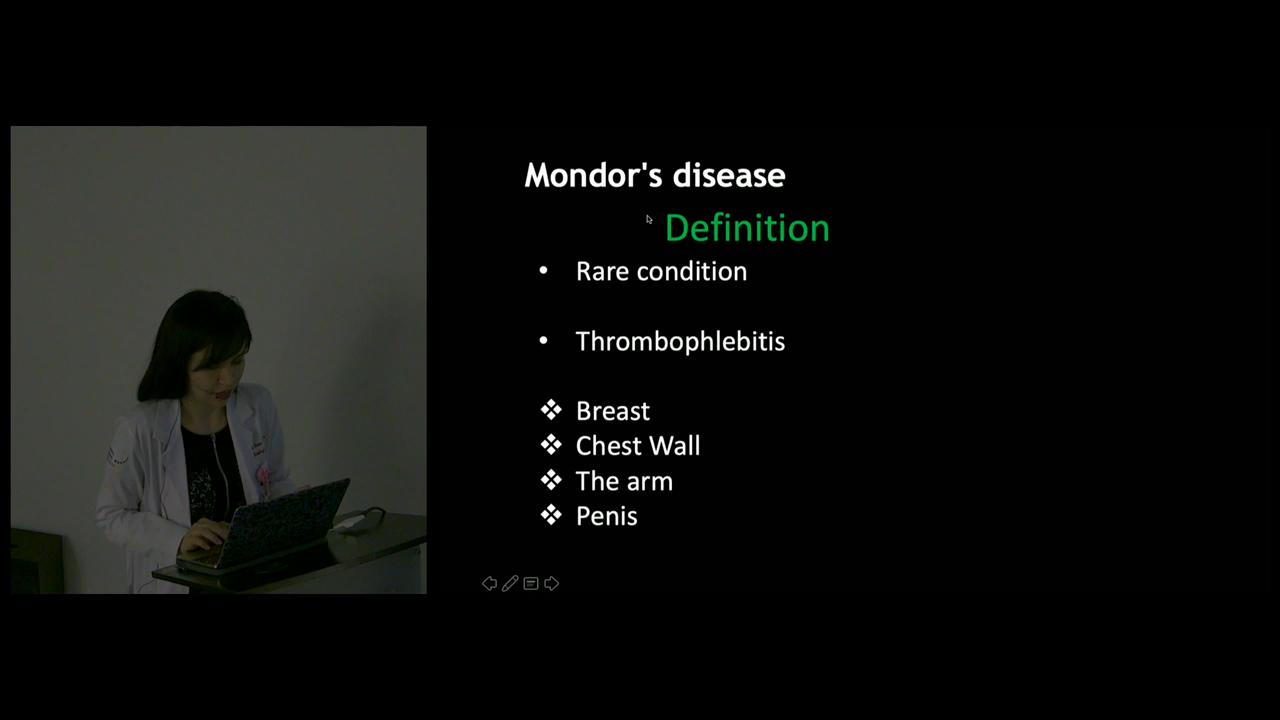 Mondor's disease
Definition
• Rare condition
• Thrombophlebitis
❖ Breast
❖ Chest Wall
❖ The arm
❖ Penis